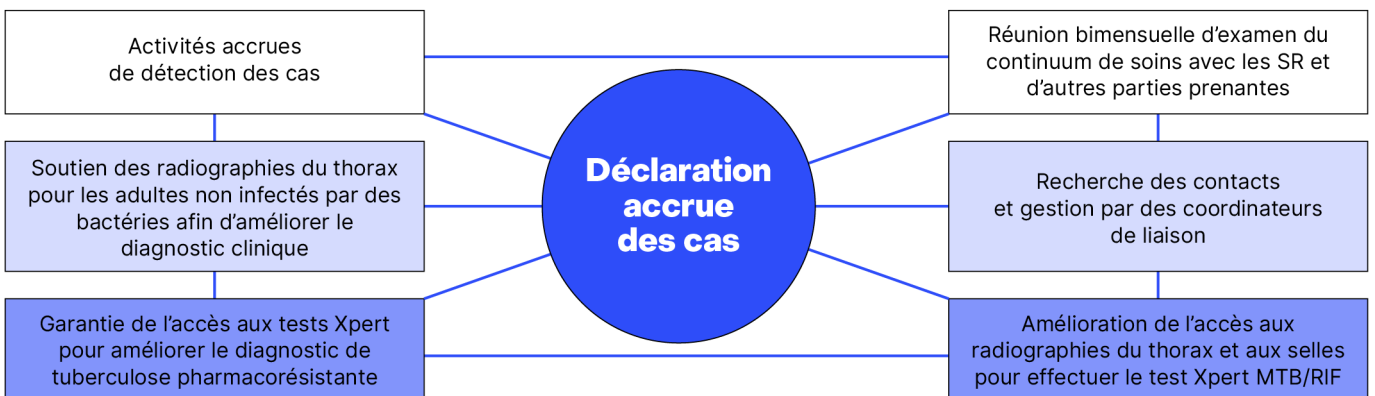 Activités accrues
de détection des cas
Réunion bimensuelle d’examen du
continuum de soins avec les SR et
d’autres parties prenantes
Soutien des radiographies du thorax
pour les adultes non infectés par des
bactéries afin d’améliorer le
diagnostic clinique
Déclaration
accrue
des cas
Recherche des contacts
et gestion par des coordinateurs
de liaison
Garantie de l’accès aux tests Xpert
pour améliorer le diagnostic de
tuberculose pharmacorésistante
Amélioration de l’accès aux
radiographies du thorax et aux selles
pour effectuer le test Xpert MTB/RIF